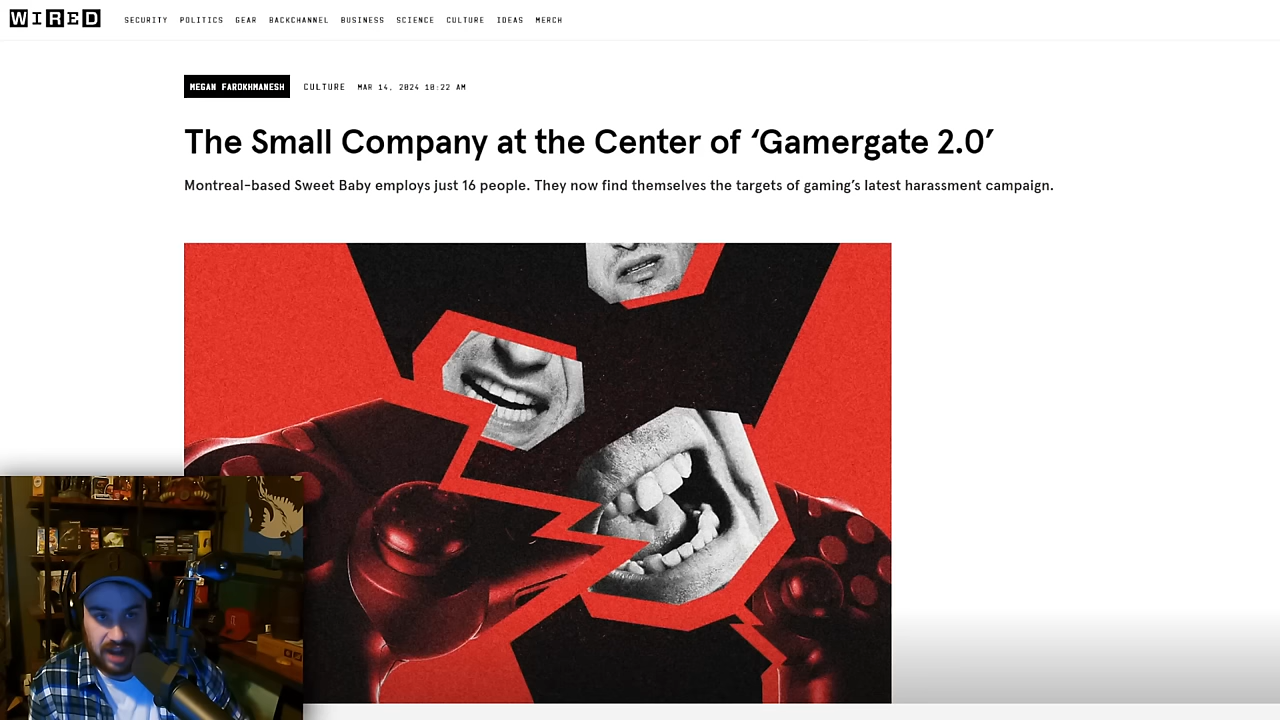 WIRED
SECURITY POLITICS GEAR BACKCHANNEL BUSINESS SCIENCE CULTURE IDEAS MERCH
MEGAN FAROKHMANESH CULTURE MAR 14, 2024 10:22 AM
The Small Company at the Center of ‘Gamergate 2.0’
Montreal-based Sweet Baby employs just 16 people. They now find themselves the targets of gaming’s latest harassment campaign.